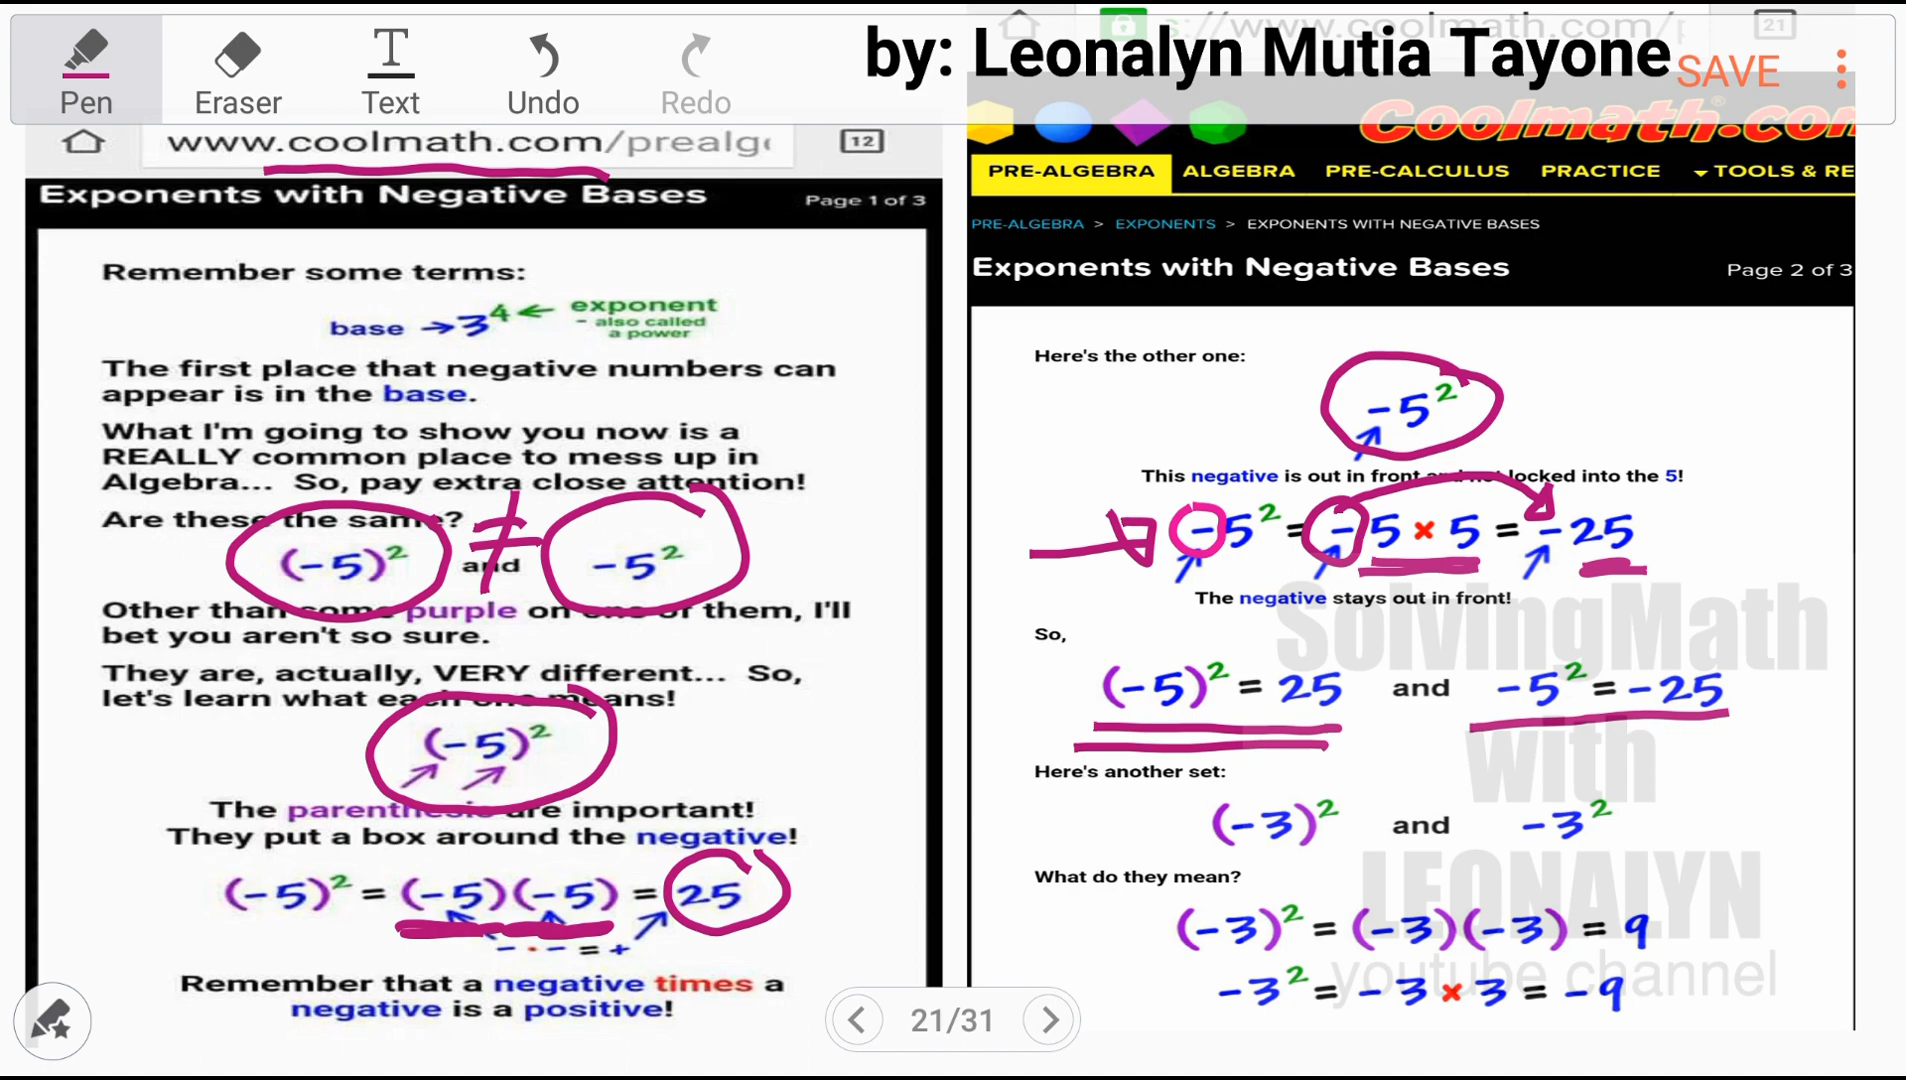 by: Leonalyn Mutia Tayone
Pen
Eraser
Text
Undo
Redo
SAVE
www.coolmath.com/prealg
12
Exponents with Negative Bases
Page 1 of 3
Remember some terms:
base → 3⁴ ← exponent
- also called
a power
The first place that negative numbers can
appear is in the base.
What I'm going to show you now is a
REALLY common place to mess up in
Algebra... So, pay extra close attention!
Are these the same?
(-5)² ≠ and -5²
Other than some purple on one of them, I'll
bet you aren't so sure.
They are, actually, VERY different... So,
let's learn what each one means!
(-5)²
The parenthesis are important!
They put a box around the negative!
(-5)² = (-5)(-5) = 25
- · - = +
Remember that a negative times a
negative is a positive!
21/31
://www.coolmath.com/p
21
Coolmath.com
PRE-ALGEBRA ALGEBRA PRE-CALCULUS PRACTICE TOOLS & RE
PRE-ALGEBRA > EXPONENTS > EXPONENTS WITH NEGATIVE BASES
Exponents with Negative Bases
Page 2 of 3
Here's the other one:
-5²
This negative is out in front and not locked into the 5!
-5² = -5 × 5 = -25
The negative stays out in front!
So,
(-5)² = 25 and -5² = -25
Here's another set:
(-3)² and -3²
What do they mean?
(-3)² = (-3)(-3) = 9
-3² = -3 × 3 = -9
SolvingMath
with
LEONALYN
youtube channel